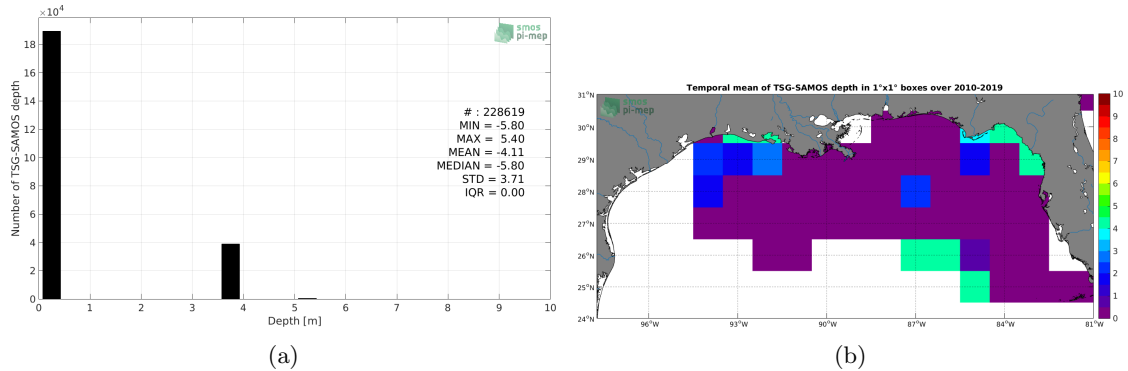 ×10⁴
18
16
14
12
10
8
6
4
2
0
Number of TSG-SAMOS depth
smos
pi-mep
# : 228619
MIN = -5.80
MAX = 5.40
MEAN = -4.11
MEDIAN = -5.80
STD = 3.71
IQR = 0.00
0 1 2 3 4 5 6 7 8 9 10
Depth [m]
(a)
Temporal mean of TSG-SAMOS depth in 1°x1° boxes over 2010-2019
smos
pi-mep
31°N
30°N
29°N
28°N
27°N
26°N
25°N
24°N
96°W 93°W 90°W 87°W 84°W 81°W
10
9
8
7
6
5
4
3
2
1
0
(b)